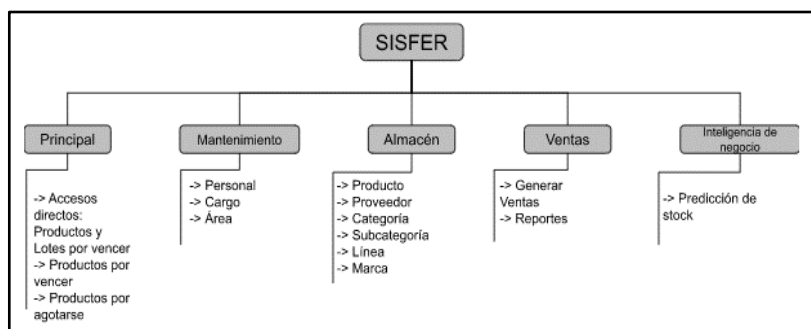 SISFER
Principal
Mantenimiento
Almacén
Ventas
Inteligencia de
negocio
-> Accesos
directos:
Productos y
Lotes por vencer
-> Productos por
vencer
-> Productos por
agotarse
-> Personal
-> Cargo
-> Área
-> Producto
-> Proveedor
-> Categoría
-> Subcategoría
-> Línea
-> Marca
-> Generar
Ventas
-> Reportes
-> Predicción de
stock